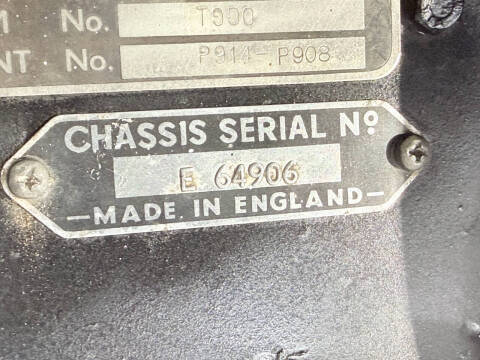 M No. T900
NT No. P914-P908
CHASSIS SERIAL Nº
E 64906
—MADE IN ENGLAND—